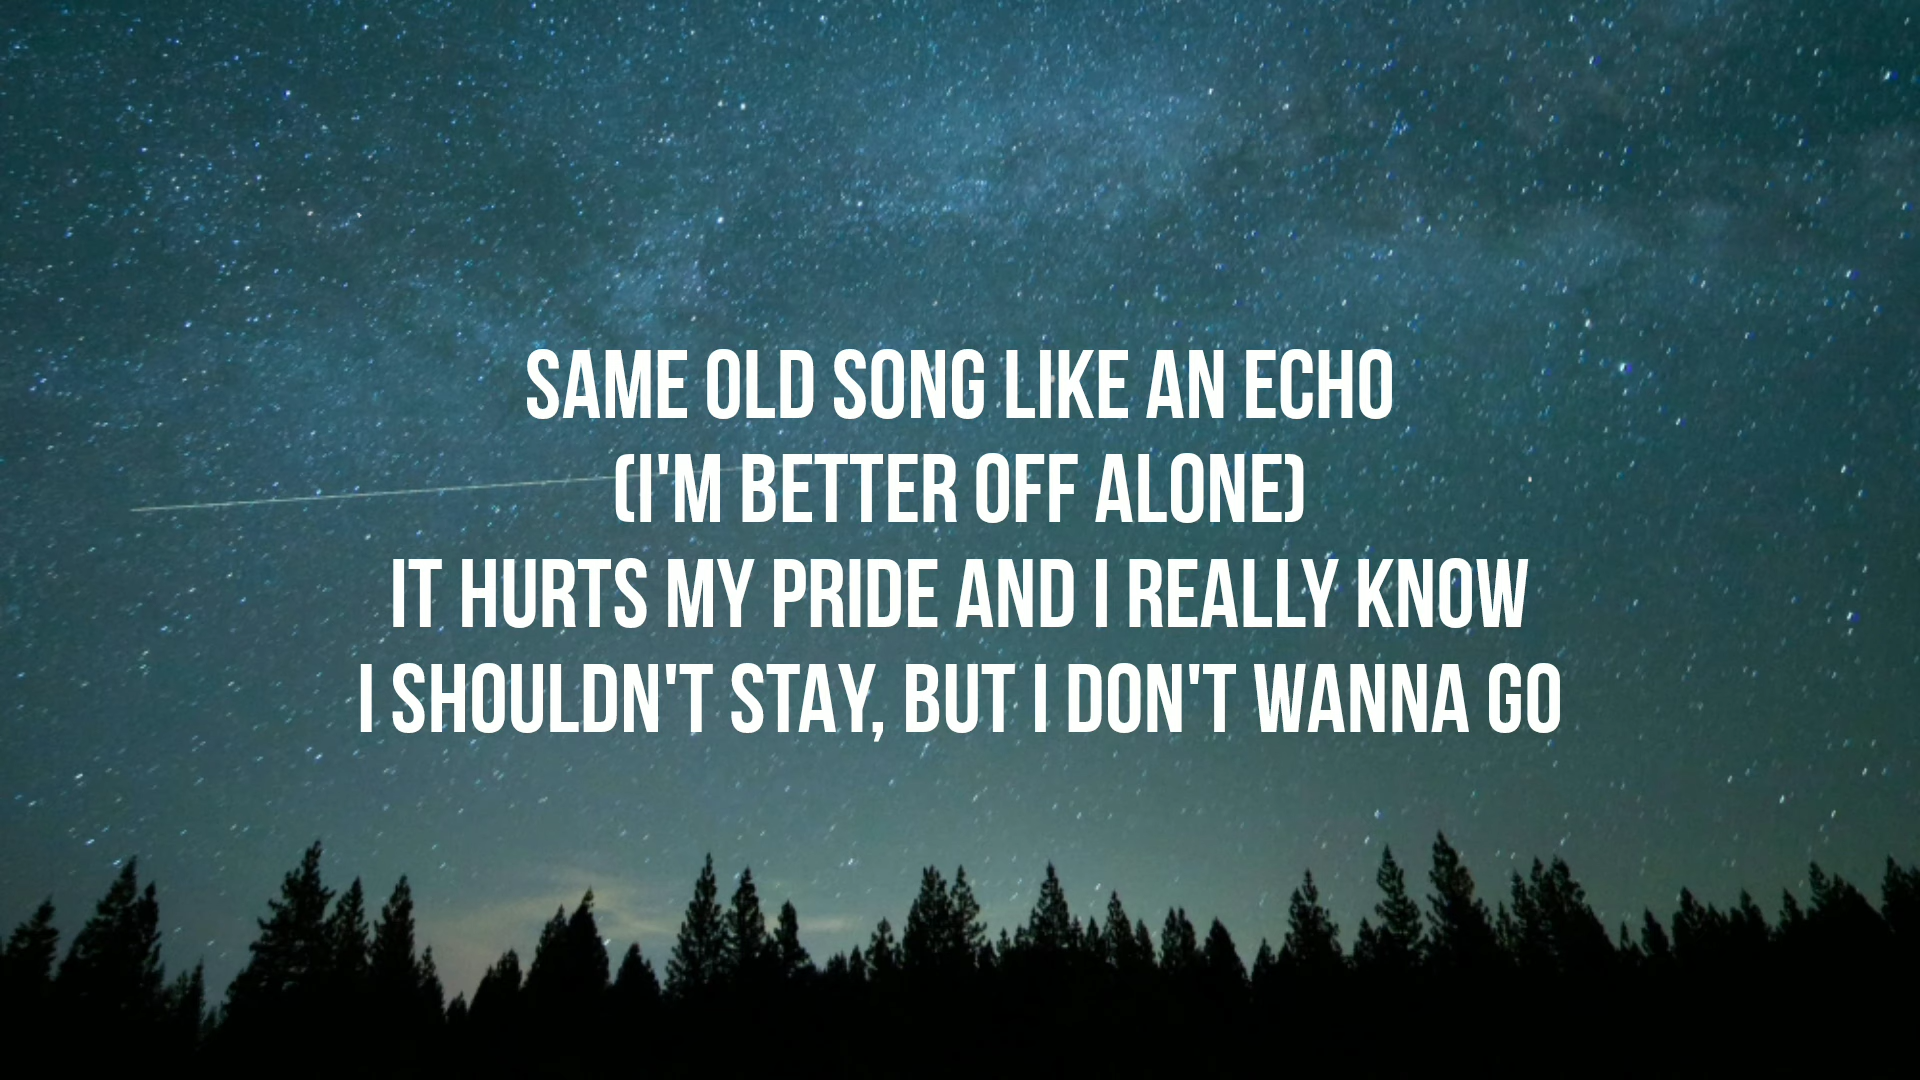 SAME OLD SONG LIKE AN ECHO
(I'M BETTER OFF ALONE)
IT HURTS MY PRIDE AND I REALLY KNOW
I SHOULDN'T STAY, BUT I DON'T WANNA GO